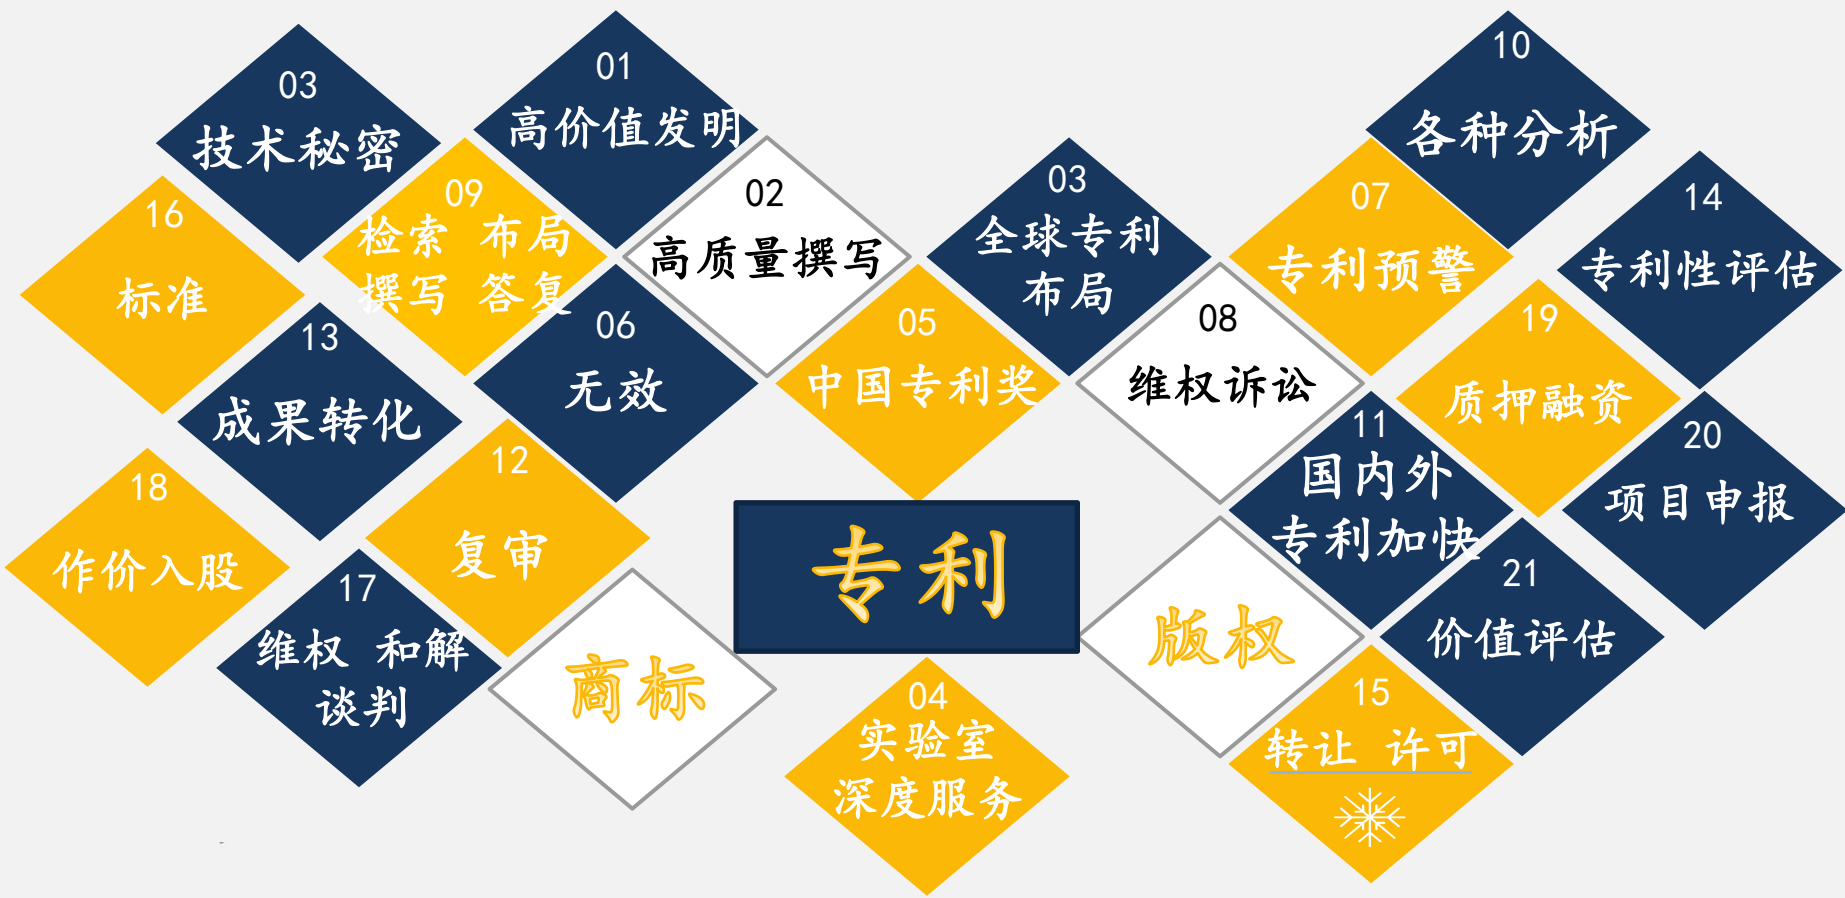 03
技术秘密
01
高价值发明
10
各种分析
16
标准
09
检索 布局
撰写 答复
02
高质量撰写
03
全球专利
布局
07
专利预警
14
专利性评估
13
成果转化
06
无效
05
中国专利奖
08
维权诉讼
19
质押融资
18
作价入股
12
复审
11
国内外
专利加快
20
项目申报
17
维权 和解
谈判
商标
专利
版权
21
价值评估
04
实验室
深度服务
15
转让 许可